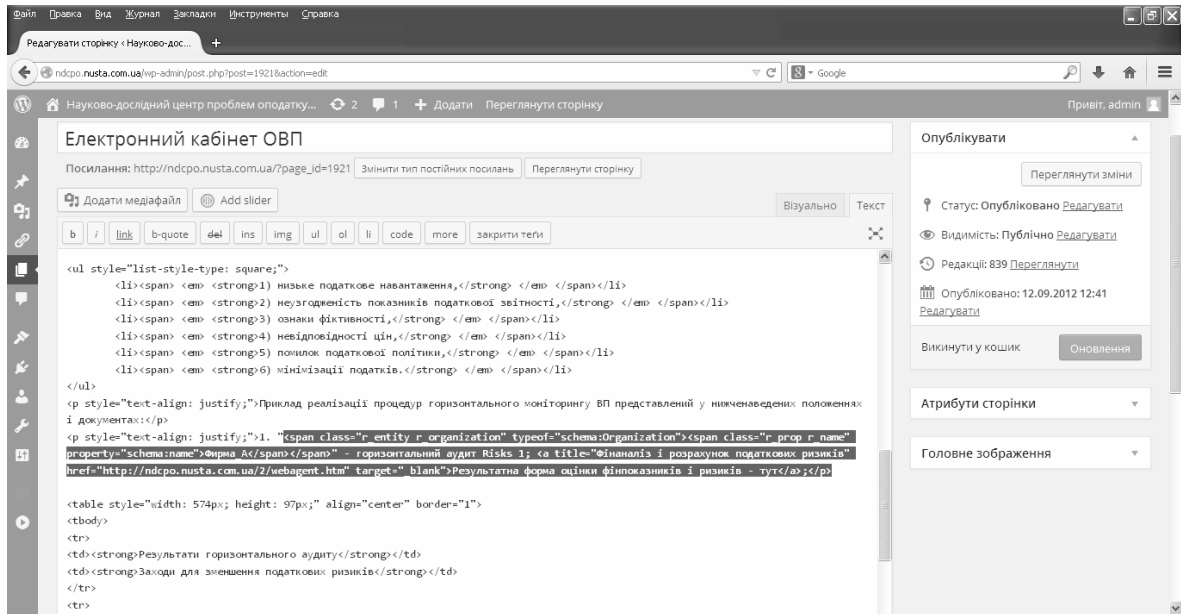 Файл Правка Вид Журнал Закладки Инструменты Справка
Редагувати сторінку ‹ Науково-дос... +
ndcpo.nusta.com.ua/wp-admin/post.php?post=1921&action=edit
Google
Науково-дослідний центр проблем оподатку... 2 1 + Додати Переглянути сторінку
Привіт, admin
Електронний кабінет ОВП
Посилання: http://ndcpo.nusta.com.ua/?page_id=1921 Змінити тип постійних посилань Переглянути сторінку
Додати медіафайл Add slider
Візуально Текст
b i link b-quote del ins img ul ol li code more закрити теґи
<ul style="list-style-type: square;">
<li><span> <em> <strong>1) низьке податкове навантаження,</strong> </em> </span></li>
<li><span> <em> <strong>2) неузгодженість показників податкової звітності,</strong> </em> </span></li>
<li><span> <em> <strong>3) ознаки фіктивності,</strong> </em> </span></li>
<li><span> <em> <strong>4) невідповідності цін,</strong> </em> </span></li>
<li><span> <em> <strong>5) помилок податкової політики,</strong> </em> </span></li>
<li><span> <em> <strong>6) мінімізації податків.</strong> </em> </span></li>
</ul>
<p style="text-align: justify;">Приклад реалізації процедур горизонтального моніторингу ВП представлений у нижченаведених положеннях
і документах:</p>
<p style="text-align: justify;">1. "<span class="r_entity r_organization" typeof="schema:Organization"><span class="r_prop r_name"
property="schema:name">Фирма_А</span></span>" - горизонтальний аудит Risks 1; <a title="Фінаналіз і розрахунок податкових ризиків"
href="http://ndcpo.nusta.com.ua/2/webagent.htm" target="_blank">Результатна форма оцінки фінпоказників і ризиків - тут</a>;</p>
<table style="width: 574px; height: 97px;" align="center" border="1">
<tbody>
<tr>
<td><strong>Результати горизонтального аудиту</strong></td>
<td><strong>Заходи для зменшення податкових ризиків</strong></td>
</tr>
<tr>
Опублікувати
Переглянути зміни
Статус: Опубліковано Редагувати
Видимість: Публічно Редагувати
Редакції: 839 Переглянути
Опубліковано: 12.09.2012 12:41
Редагувати
Викинути у кошик Оновлення
Атрибути сторінки
Головне зображення